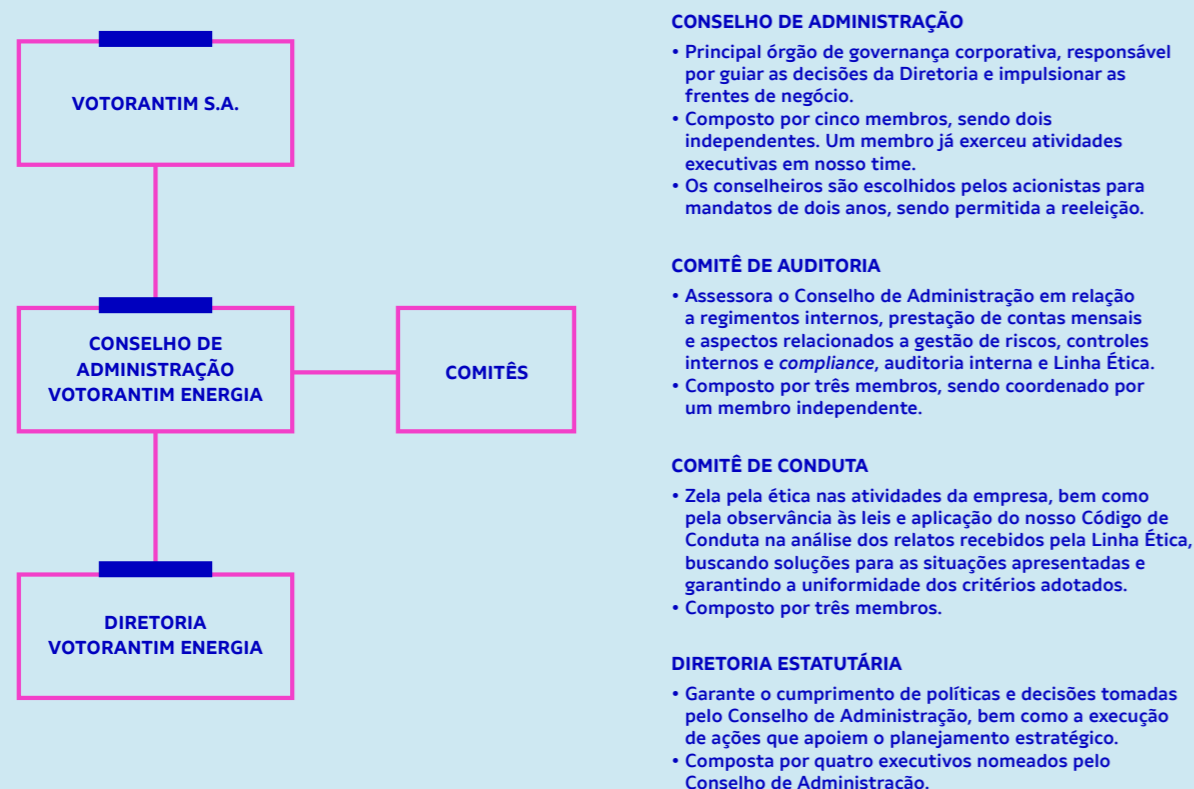 VOTORANTIM S.A.
CONSELHO DE
ADMINISTRAÇÃO
VOTORANTIM ENERGIA
COMITÊS
DIRETORIA
VOTORANTIM ENERGIA
CONSELHO DE ADMINISTRAÇÃO
• Principal órgão de governança corporativa, responsável
por guiar as decisões da Diretoria e impulsionar as
frentes de negócio.
• Composto por cinco membros, sendo dois
independentes. Um membro já exerceu atividades
executivas em nosso time.
• Os conselheiros são escolhidos pelos acionistas para
mandatos de dois anos, sendo permitida a reeleição.
COMITÊ DE AUDITORIA
• Assessora o Conselho de Administração em relação
a regimentos internos, prestação de contas mensais
e aspectos relacionados a gestão de riscos, controles
internos e compliance, auditoria interna e Linha Ética.
• Composto por três membros, sendo coordenado por
um membro independente.
COMITÊ DE CONDUTA
• Zela pela ética nas atividades da empresa, bem como
pela observância às leis e aplicação do nosso Código de
Conduta na análise dos relatos recebidos pela Linha Ética,
buscando soluções para as situações apresentadas e
garantindo a uniformidade dos critérios adotados.
• Composto por três membros.
DIRETORIA ESTATUTÁRIA
• Garante o cumprimento de políticas e decisões tomadas
pelo Conselho de Administração, bem como a execução
de ações que apoiem o planejamento estratégico.
• Composta por quatro executivos nomeados pelo
Conselho de Administração.